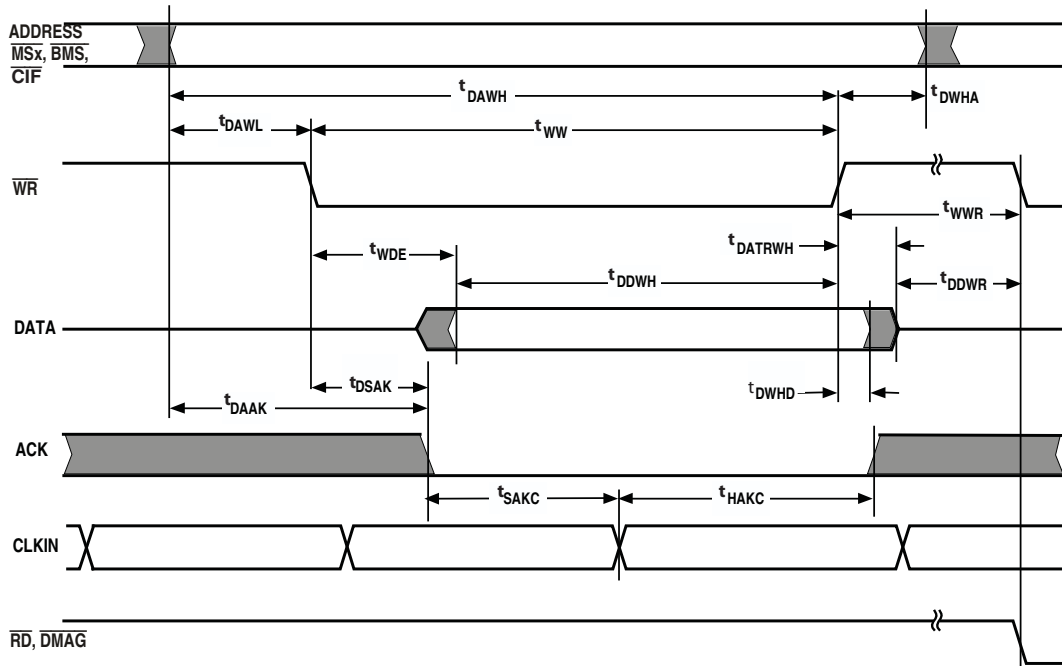 ADDRESS
MSx, BMS,
CIF
tDAWH
tDWHA
tDAWL
tWW
WR
tWWR
tWDE
tDATRWH
tDDWH
tDDWR
DATA
tDSAK
tDWHD
tDAAK
ACK
tSAKC
tHAKC
CLKIN
RD, DMAG